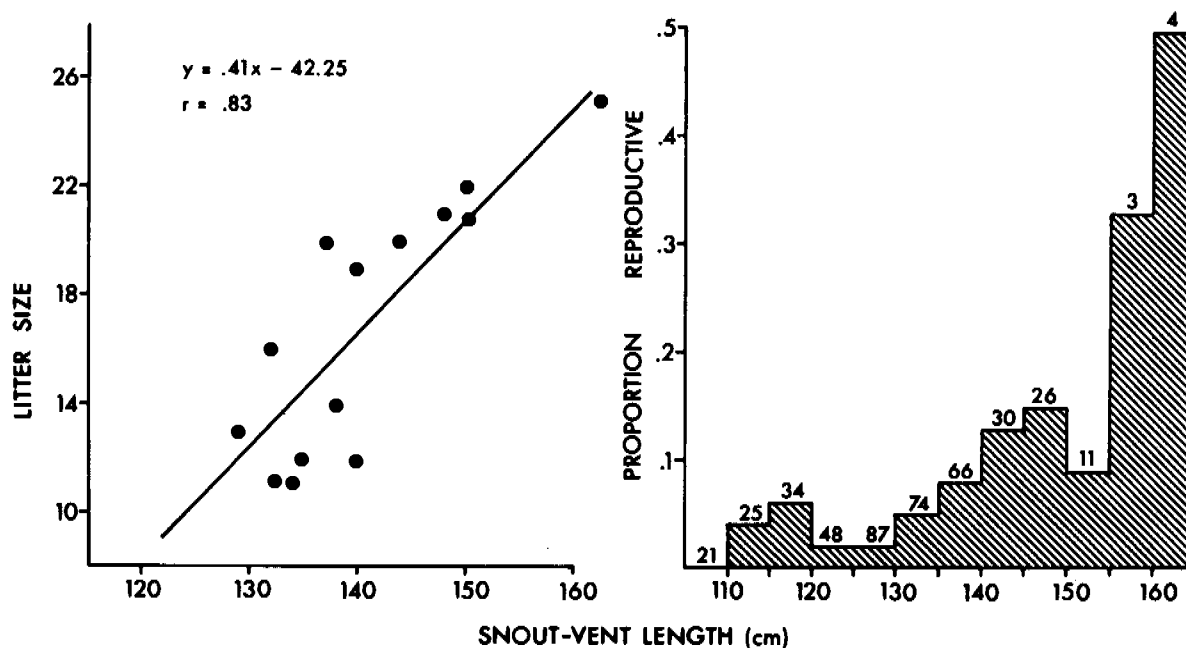 y = .41x − 42.25
r = .83
26
22
18
14
10
LITTER SIZE
120 130 140 150 160
.5
.4
.3
.2
.1
PROPORTION REPRODUCTIVE
21 25 34 48 87 74 66 30 26 11 3 4
110 120 130 140 150 160
SNOUT-VENT LENGTH (cm)